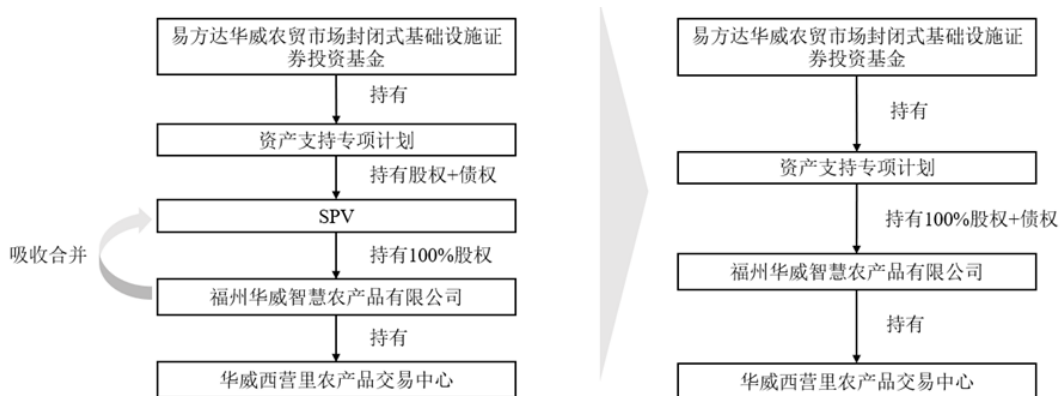 易方达华威农贸市场封闭式基础设施证
券投资基金
持有
资产支持专项计划
持有股权+债权
SPV
吸收合并
持有100%股权
福州华威智慧农产品有限公司
持有
华威西营里农产品交易中心
易方达华威农贸市场封闭式基础设施证
券投资基金
持有
资产支持专项计划
持有100%股权+债权
福州华威智慧农产品有限公司
持有
华威西营里农产品交易中心